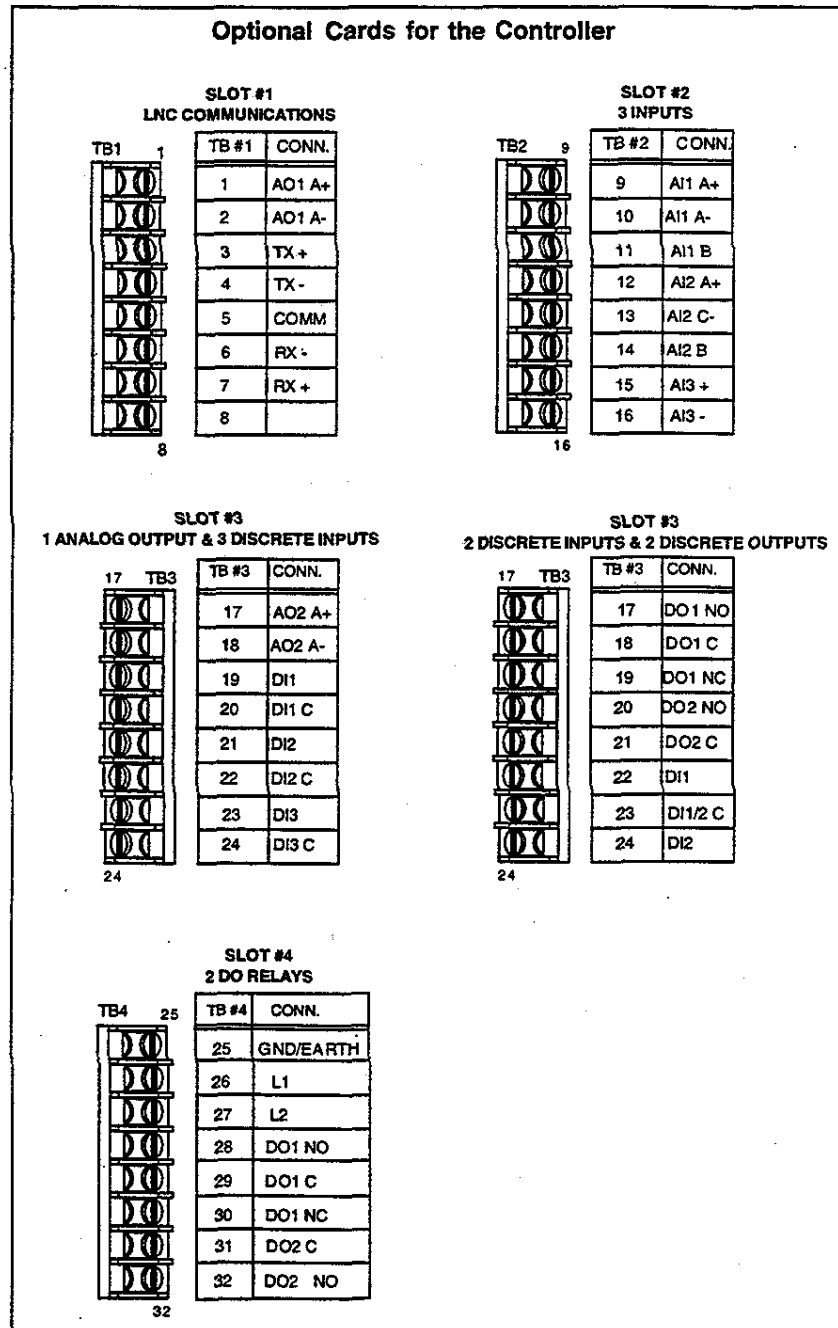 Optional Cards for the Controller
SLOT #1
LNC COMMUNICATIONS
TB1 1
TB #1 CONN.
1 AO1 A+
2 AO1 A-
3 TX +
4 TX -
5 COMM
6 RX -
7 RX +
8
8
SLOT #2
3 INPUTS
TB2 9
TB #2 CONN.
9 AI1 A+
10 AI1 A-
11 AI1 B
12 AI2 A+
13 AI2 C-
14 AI2 B
15 AI3 +
16 AI3 -
16
SLOT #3
1 ANALOG OUTPUT & 3 DISCRETE INPUTS
17 TB3
TB #3 CONN.
17 AO2 A+
18 AO2 A-
19 DI1
20 DI1 C
21 DI2
22 DI2 C
23 DI3
24 DI3 C
24
SLOT #3
2 DISCRETE INPUTS & 2 DISCRETE OUTPUTS
17 TB3
TB #3 CONN.
17 DO1 NO
18 DO1 C
19 DO1 NC
20 DO2 NO
21 DO2 C
22 DI1
23 DI1/2 C
24 DI2
24
SLOT #4
2 DO RELAYS
TB4 25
TB #4 CONN.
25 GND/EARTH
26 L1
27 L2
28 DO1 NO
29 DO1 C
30 DO1 NC
31 DO2 C
32 DO2 NO
32